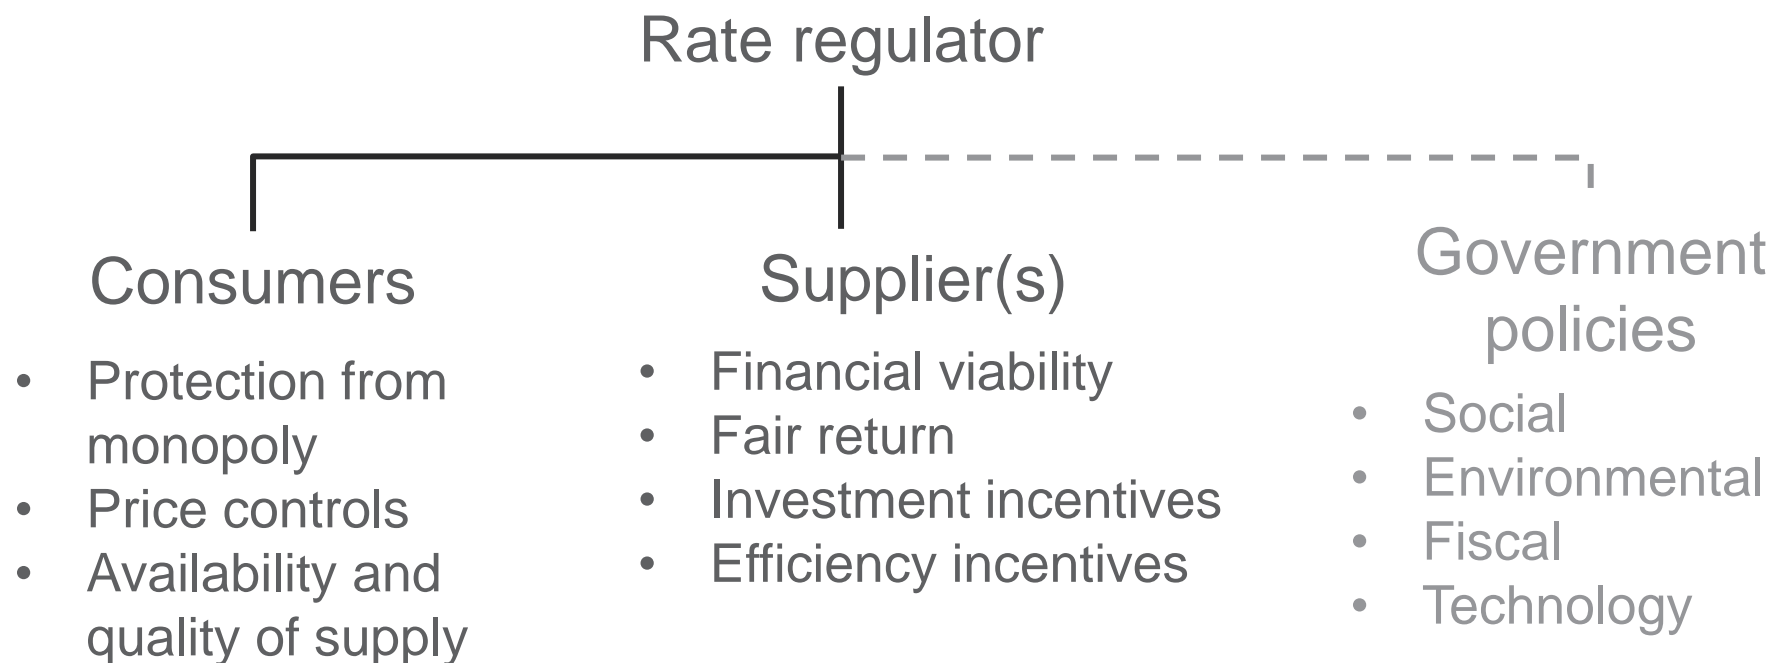 Rate regulator
Consumers
• Protection from
monopoly
• Price controls
• Availability and
quality of supply
Supplier(s)
• Financial viability
• Fair return
• Investment incentives
• Efficiency incentives
Government
policies
• Social
• Environmental
• Fiscal
• Technology